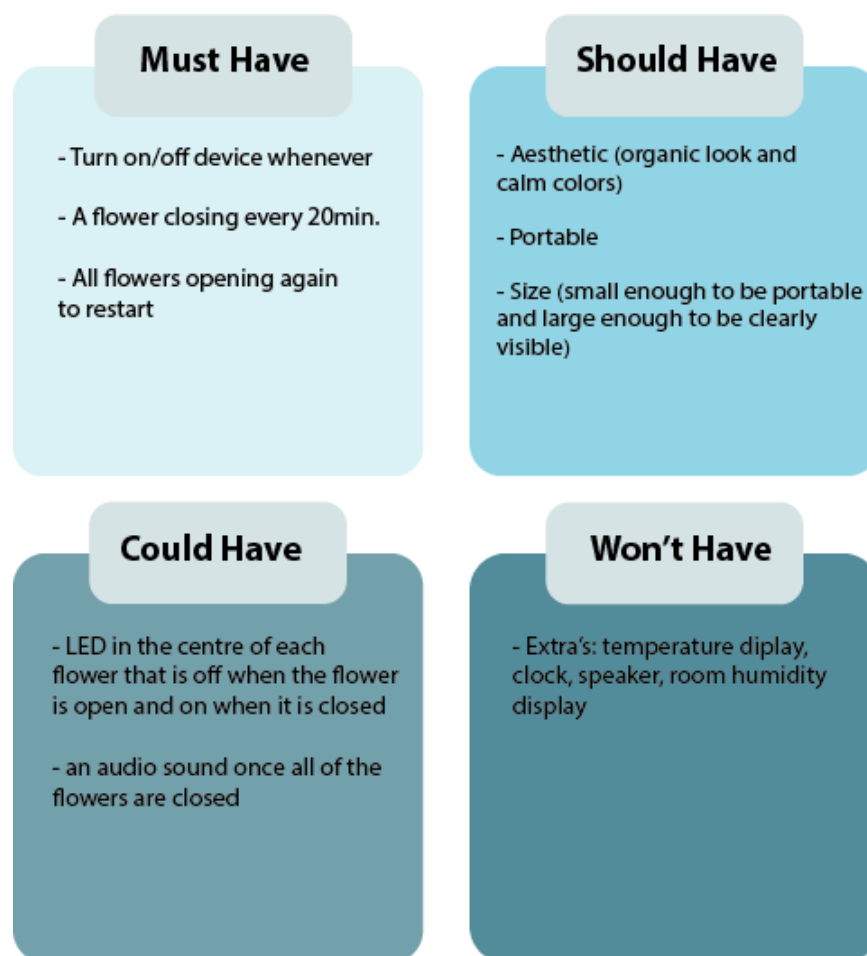 Must Have
- Turn on/off device whenever
- A flower closing every 20min.
- All flowers opening again
to restart
Should Have
- Aesthetic (organic look and
calm colors)
- Portable
- Size (small enough to be portable
and large enough to be clearly
visible)
Could Have
- LED in the centre of each
flower that is off when the flower
is open and on when it is closed
- an audio sound once all of the
flowers are closed
Won't Have
- Extra's: temperature diplay,
clock, speaker, room humidity
display